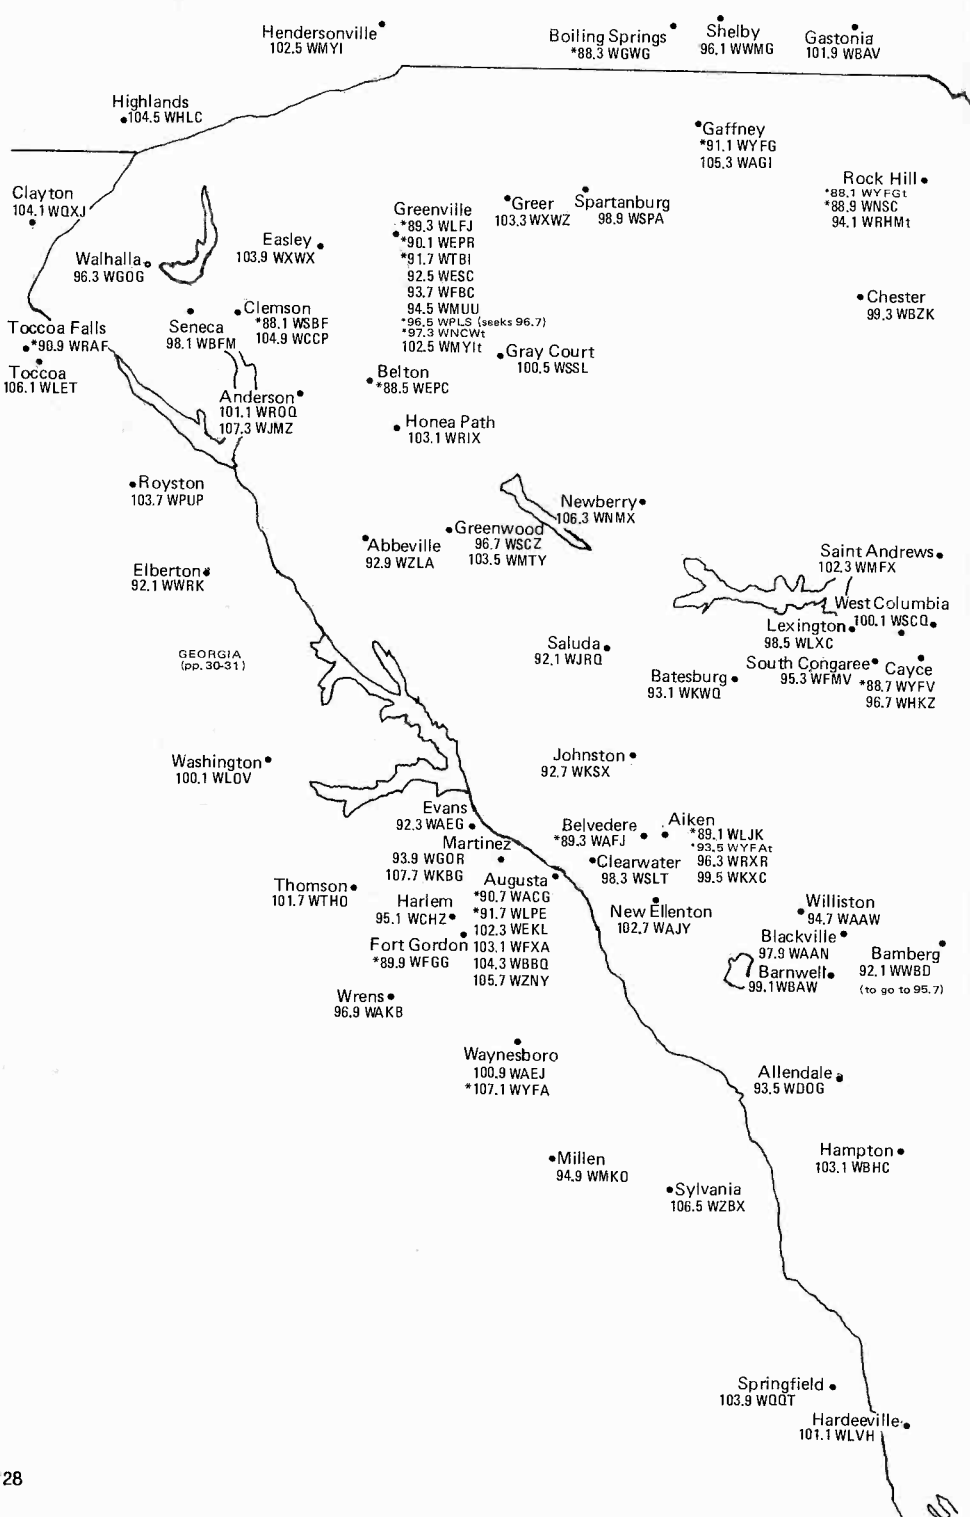 Hendersonville
102.5 WMYI
Boiling Springs
*88.3 WGWG
Shelby
96.1 WWMG
Gastonia
101.9 WBAV
Highlands
104.5 WHLC
Gaffney
*91.1 WYFG
105.3 WAGI
Clayton
104.1 WQXJ
Rock Hill
*88.1 WYFGt
*88.9 WNSC
94.1 WRHMt
Greenville
*89.3 WLFJ
*90.1 WEPR
*91.7 WTBI
92.5 WESC
93.7 WFBC
94.5 WMUU
*96.5 WPLS (seeks 96.7)
*97.3 WNCWt
102.5 WMYIt
Greer
103.3 WXWZ
Spartanburg
98.9 WSPA
Easley
103.9 WXWX
Walhalla
96.3 WGOG
Chester
99.3 WBZK
Clemson
*88.1 WSBF
104.9 WCCP
Seneca
98.1 WBFM
Toccoa Falls
*90.9 WRAF
Toccoa
106.1 WLET
Gray Court
100.5 WSSL
Belton
*88.5 WEPC
Anderson
101.1 WROQ
107.3 WJMZ
Honea Path
103.1 WRIX
Royston
103.7 WPUP
Newberry
106.3 WNMX
Greenwood
96.7 WSCZ
103.5 WMTY
Abbeville
92.9 WZLA
Elberton
92.1 WWRK
Saint Andrews
102.3 WMFX
West Columbia
100.1 WSCQ
Lexington
98.5 WLXC
GEORGIA
(pp. 30-31)
Saluda
92.1 WJRQ
South Congaree
95.3 WFMV
Cayce
*88.7 WYFV
96.7 WHKZ
Batesburg
93.1 WKWQ
Washington
100.1 WLOV
Johnston
92.7 WKSX
Evans
92.3 WAEG
Belvedere
*89.3 WAFJ
Aiken
*89.1 WLJK
*93.5 WYFAt
96.3 WRXR
99.5 WKXC
Martinez
93.9 WGOR
107.7 WKBG
Clearwater
98.3 WSLT
Thomson
101.7 WTHO
Augusta
*90.7 WACG
*91.7 WLPE
102.3 WEKL
103.1 WFXA
104.3 WBBQ
105.7 WZNY
Harlem
95.1 WCHZ
New Ellenton
102.7 WAJY
Williston
94.7 WAAW
Fort Gordon
*89.9 WFGG
Blackville
97.9 WAAN
Bamberg
92.1 WWBD
(to go to 95.7)
Barnwell
99.1 WBAW
Wrens
96.9 WAKB
Waynesboro
100.9 WAEJ
*107.1 WYFA
Allendale
93.5 WDOG
Millen
94.9 WMKO
Hampton
103.1 WBHC
Sylvania
106.5 WZBX
Springfield
103.9 WQQT
Hardeeville
101.1 WLVH
28